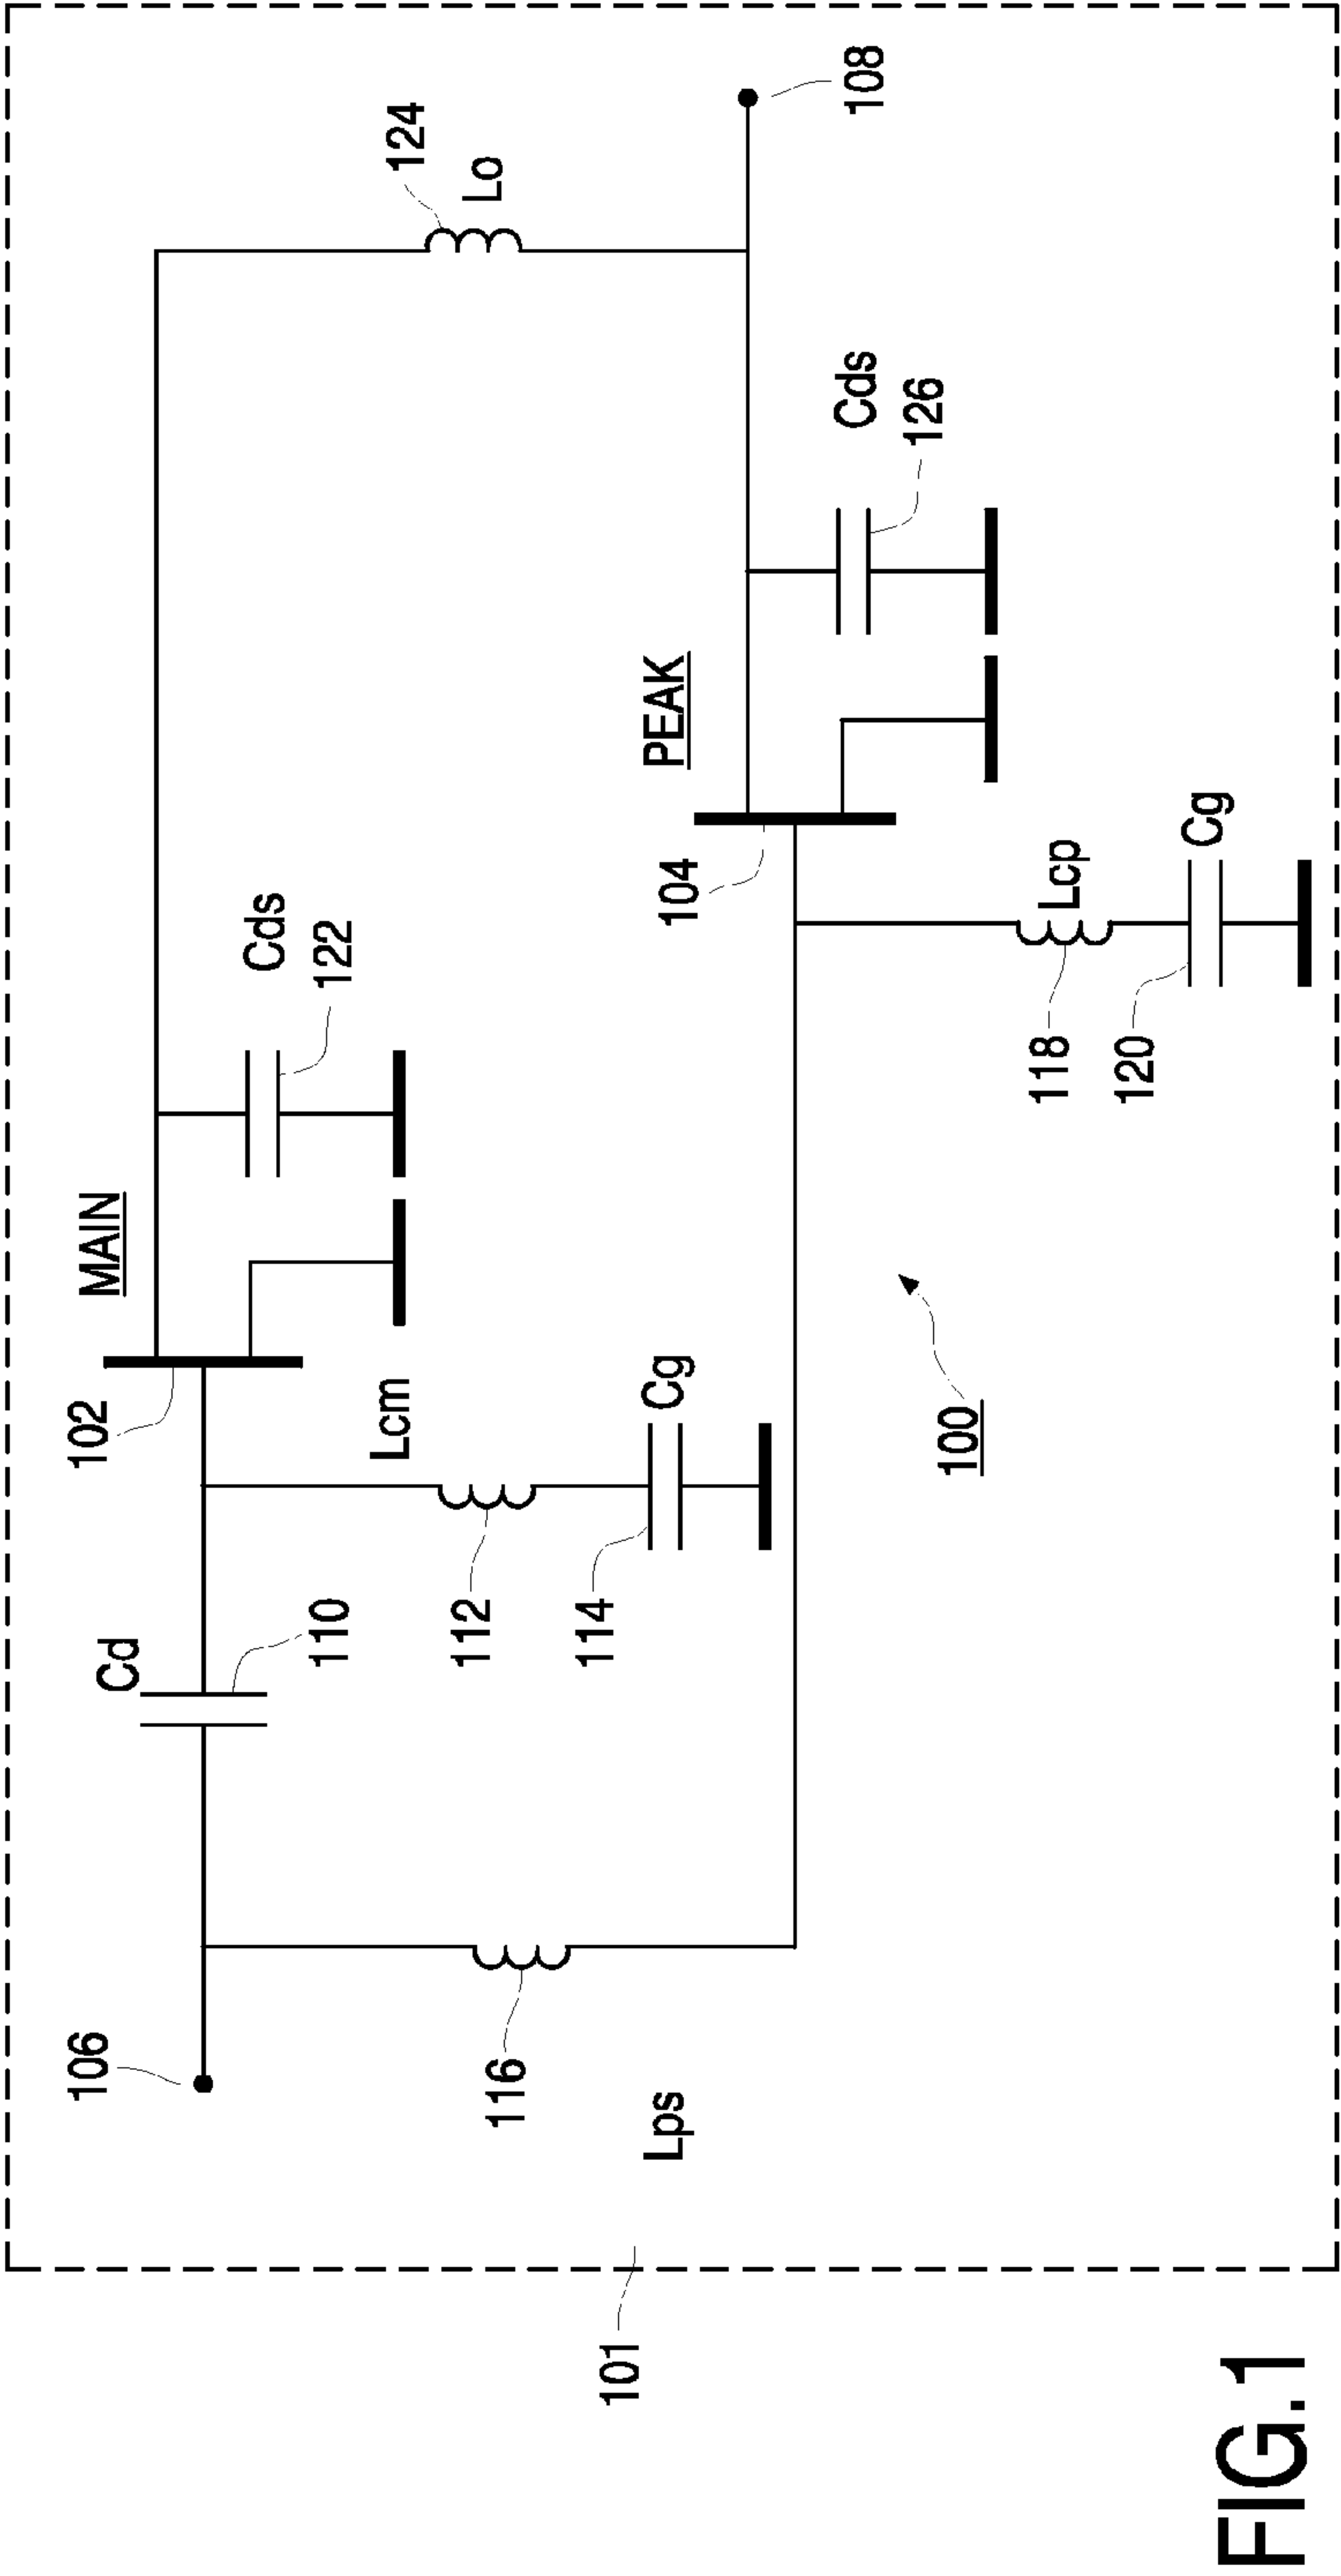 106
Cd
110
102
MAIN
Cds
122
124
Lo
108
116
Lps
112
114
Lcm
Cg
104
PEAK
Cds
126
118
120
Lcp
Cg
100
101
FIG.1